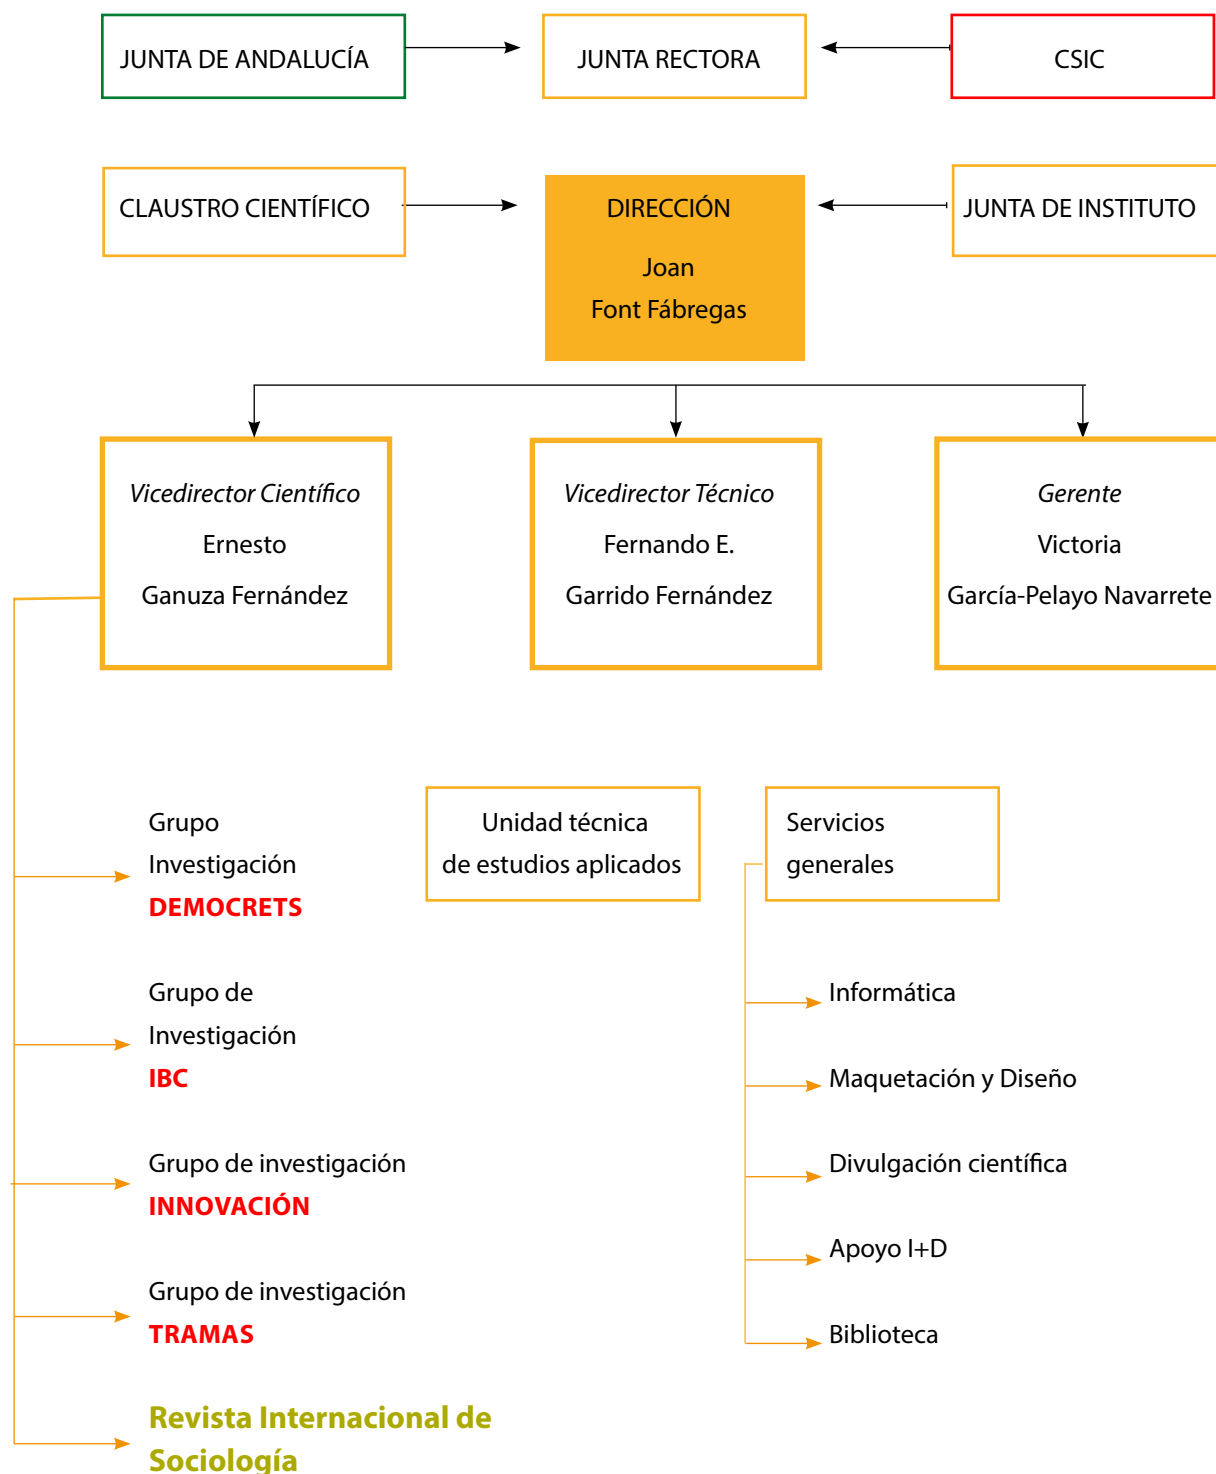 JUNTA DE ANDALUCÍA
JUNTA RECTORA
CSIC
CLAUSTRO CIENTÍFICO
DIRECCIÓN
Joan
Font Fábregas
JUNTA DE INSTITUTO
Vicedirector Científico
Ernesto
Ganuza Fernández
Vicedirector Técnico
Fernando E.
Garrido Fernández
Gerente
Victoria
García-Pelayo Navarrete
Grupo
Investigación
DEMOCRETS
Grupo de
Investigación
IBC
Grupo de investigación
INNOVACIÓN
Grupo de investigación
TRAMAS
Revista Internacional de
Sociología
Unidad técnica
de estudios aplicados
Servicios
generales
Informática
Maquetación y Diseño
Divulgación científica
Apoyo I+D
Biblioteca